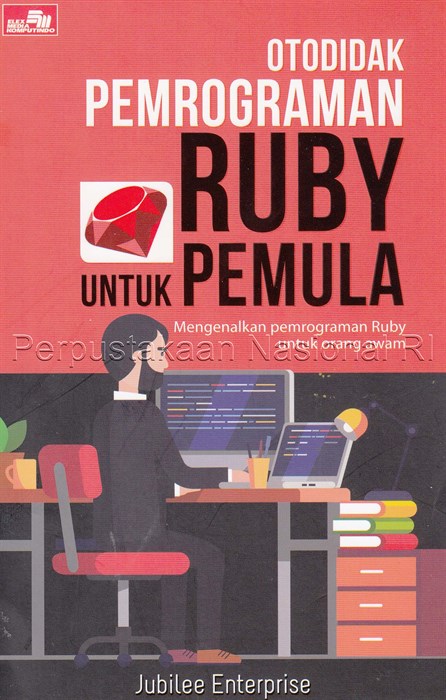 ELEX
MEDIA
KOMPUTINDO
OTODIDAK
PEMROGRAMAN
RUBY
UNTUK PEMULA
Mengenalkan pemrograman Ruby
untuk orang awam
Perpustakaan Nasional RI
Jubilee Enterprise